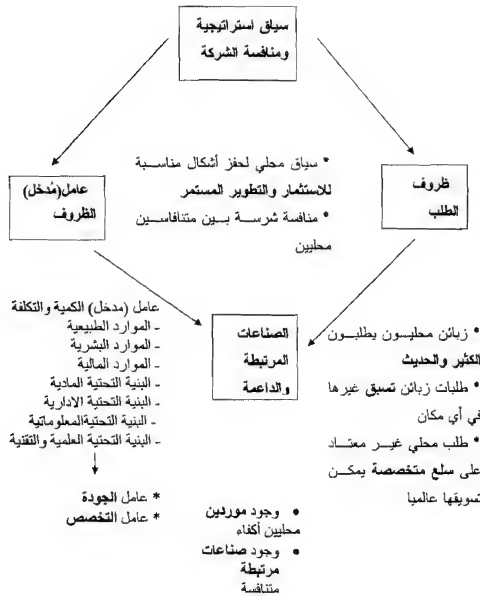 سياق استراتيجية
ومنافسة الشركة
* سياق محلي لحفز أشكال مناسبة
للاستثمار والتطوير المستمر
* منافسة شرسة بين متنافسين
محليين
ظروف
الطلب
عامل(مُدخل)
الظروف
الصناعات
المرتبطة
والداعمة
* زبائن محليون يطلبون
الكثير والحديث
* طلبات زبائن تسبق غيرها
في أي مكان
* طلب محلي غير معتاد
على سلع متخصصة يمكن
تسويقها عالميا
عامل (مدخل) الكمية والتكلفة
- الموارد الطبيعية
- الموارد البشرية
- الموارد المالية
- البنية التحتية المادية
- البنية التحتية الادارية
- البنية التحتيةالمعلوماتية
- البنية التحتية العلمية والتقنية
* عامل الجودة
* عامل التخصص
• وجود موردين
محليين أكفاء
• وجود صناعات
مرتبطة
متنافسة